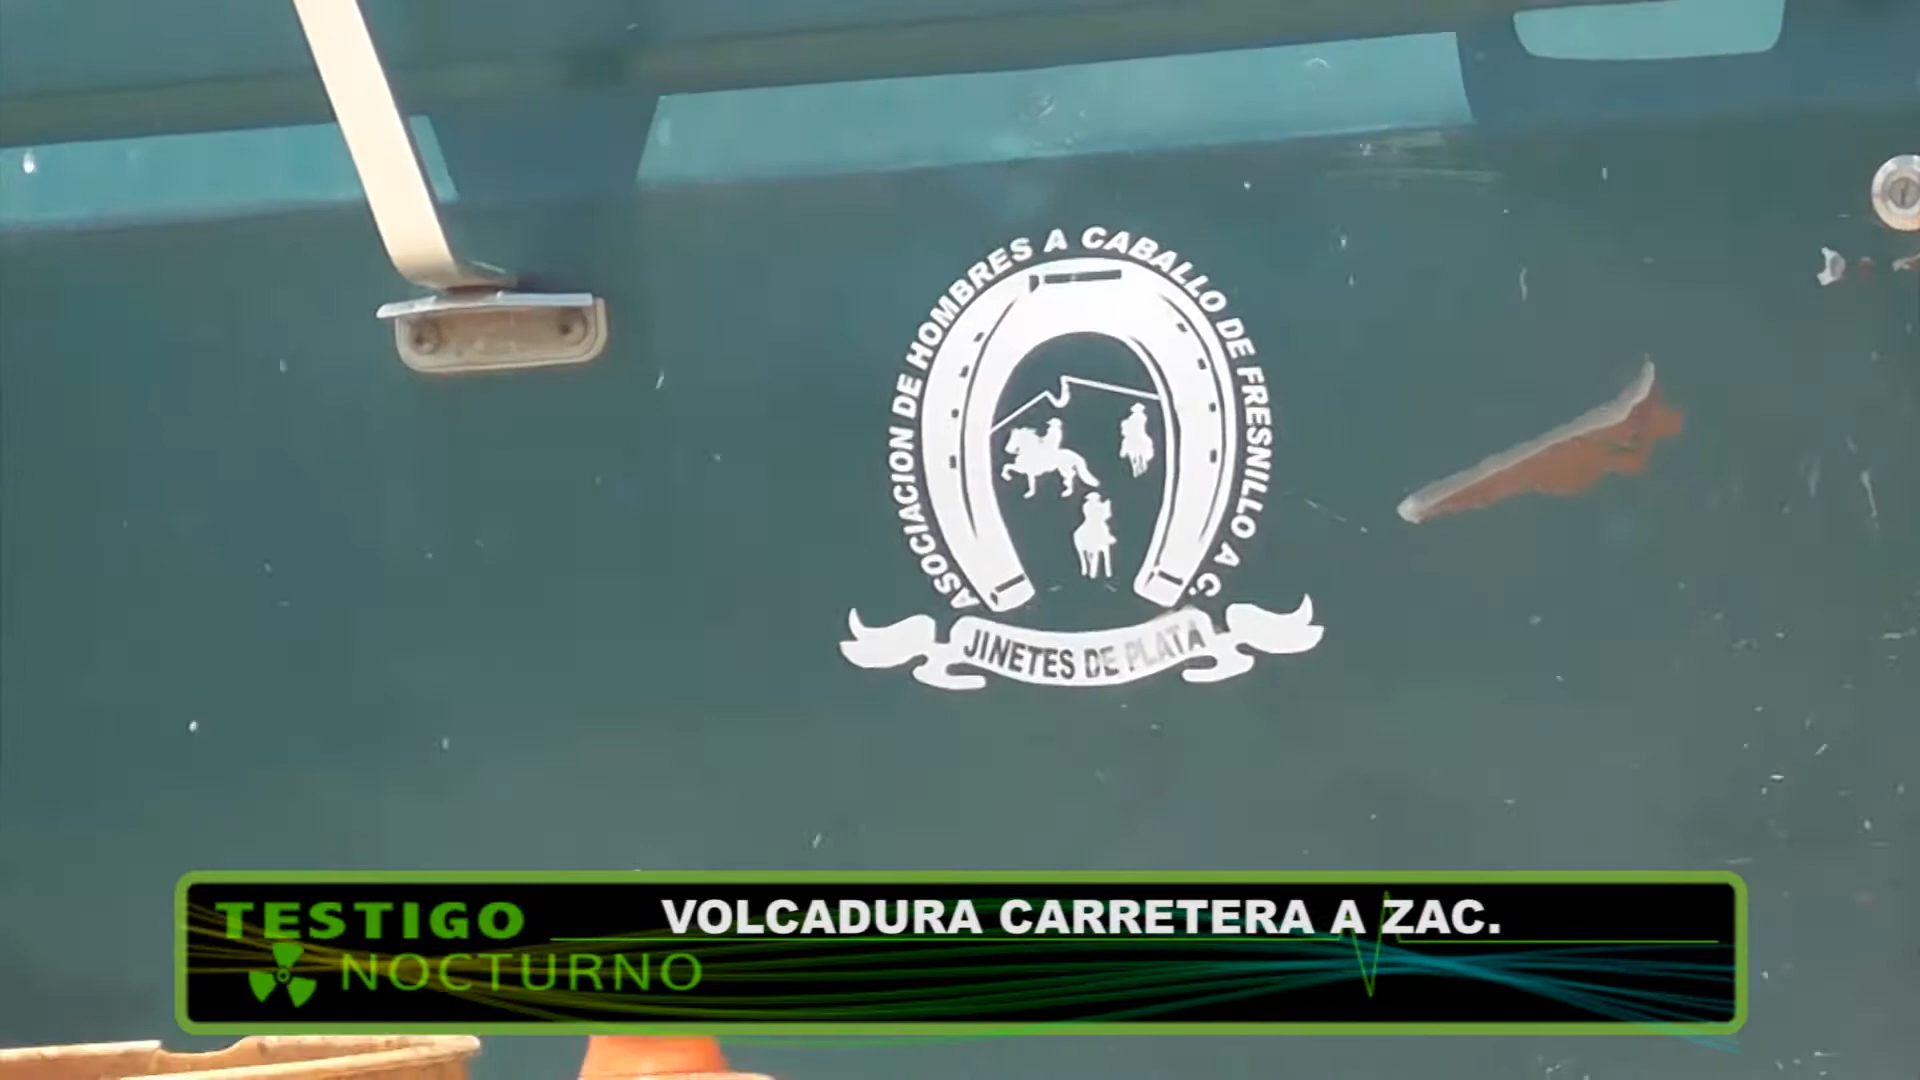 ASOCIACION DE HOMBRES A CABALLO DE FRESNILLO A C.
JINETES DE PLATA
TESTIGO
NOCTURNO
VOLCADURA CARRETERA A ZAC.